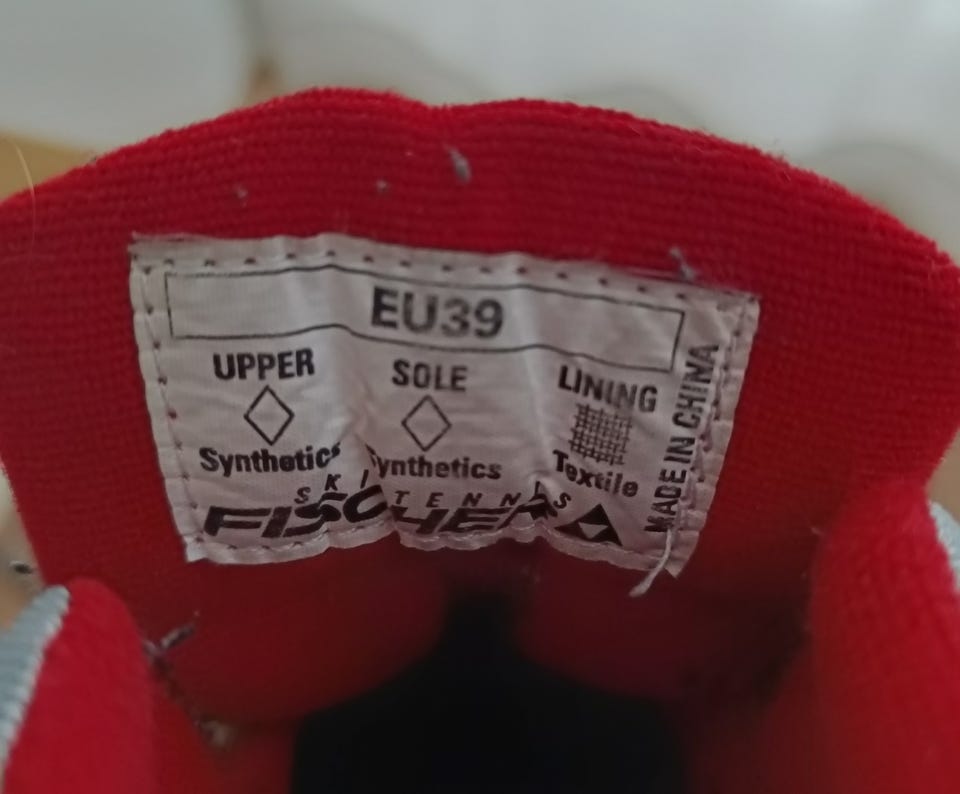 EU39
UPPER SOLE LINING
Synthetics Synthetics Textile
SKI TENNIS
FISCHER
MADE IN CHINA